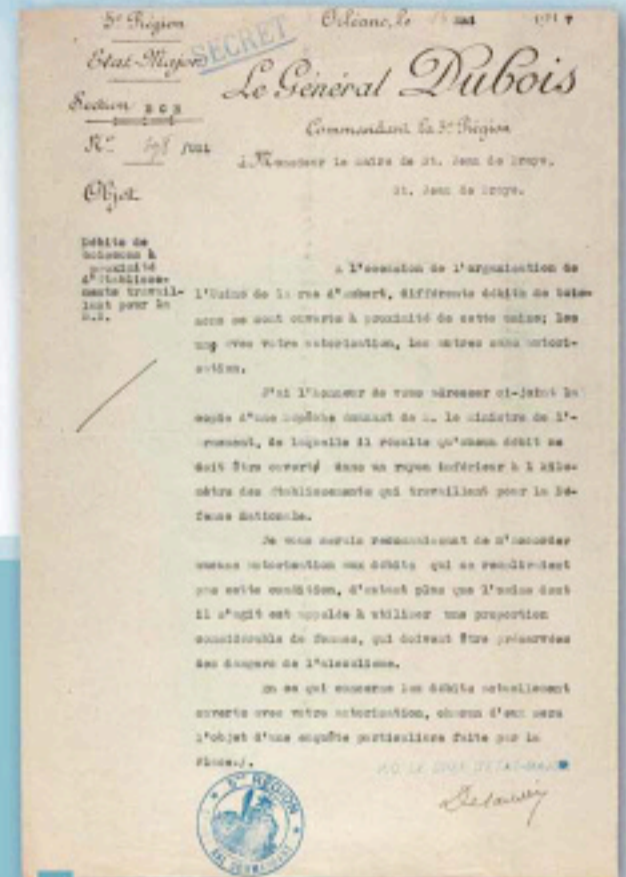 5e Région
Orléans, le mai
SECRET
Etat-Major
Le Général Dubois
Section
Commandant la 5e Région
N°
à Monsieur le Maire de St. Jean de Braye.
St. Jean de Braye.
Objet
Débits de
boissons à
proximité
d'établisse-
ments travail-
lant pour la
D.N.
A l'occasion de l'organisation de
l'Usine de la rue d'Ambert, différents débits de bois-
sons se sont ouverts à proximité de cette usine; les
uns avec votre autorisation, les autres sans autori-
sation.
J'ai l'honneur de vous adresser ci-joint la
copie d'une dépêche émanant de M. le Ministre de l'A-
rmement, de laquelle il résulte qu'aucun débit ne
doit être ouvert dans un rayon inférieur à 1 kilo-
mètre des établissements qui travaillent pour la Dé-
fense Nationale.
Je vous serais reconnaissant de n'accorder
aucune autorisation aux débits qui ne rempliraient
pas cette condition, d'autant plus que l'usine dont
il s'agit est appelée à utiliser une proportion
considérable de femmes, qui doivent être préservées
des dangers de l'alcoolisme.
En ce qui concerne les débits actuellement
ouverts avec votre autorisation, chacun d'eux sera
l'objet d'une enquête particulière faite par la
Place./.
P.O. LE CHEF D'ETAT-MAJOR
5e REGION